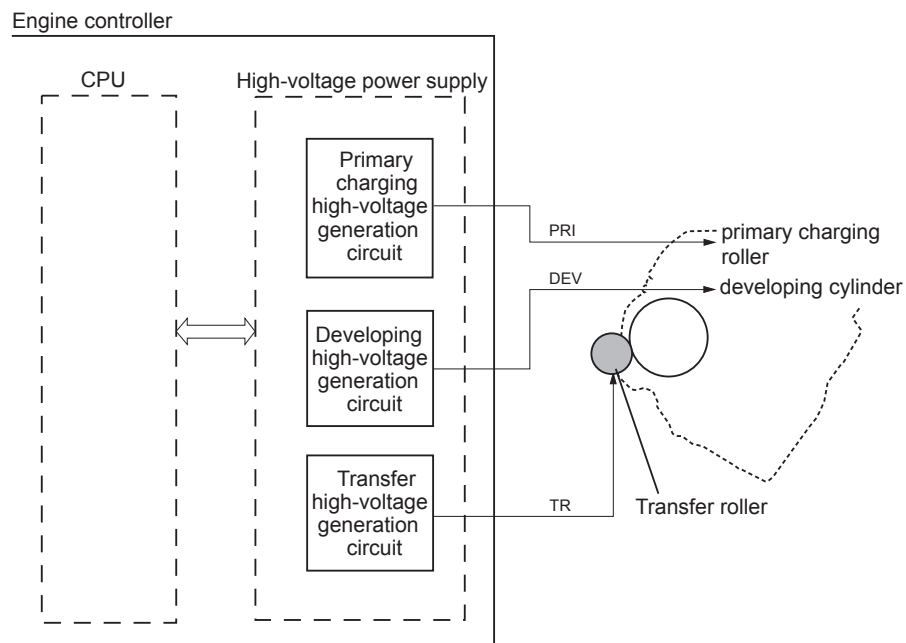 Engine controller
CPU
High-voltage power supply
Primary
charging
high-voltage
generation
circuit
PRI
primary charging
roller
DEV
developing cylinder
Developing
high-voltage
generation
circuit
Transfer
high-voltage
generation
circuit
TR
Transfer roller